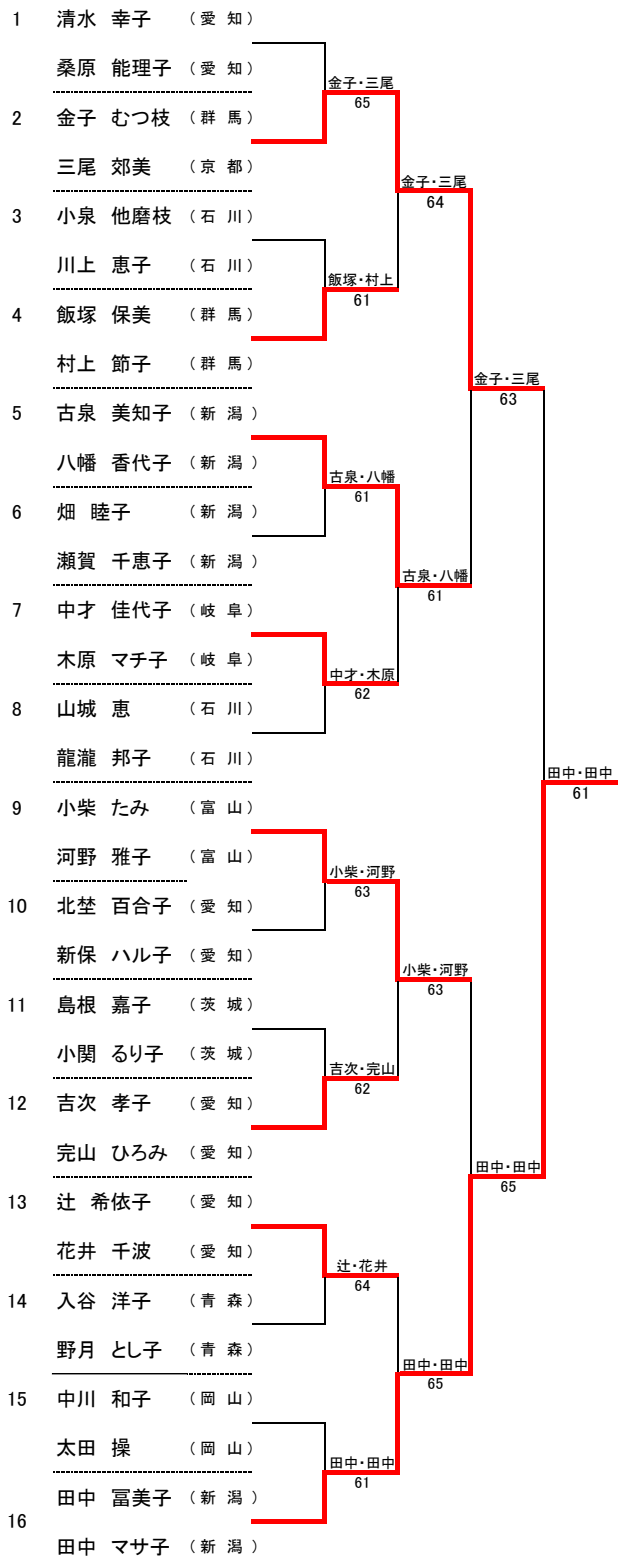 1 清水 幸子 （愛 知）
桑原 能理子 （愛 知）
金子・三尾
65
2 金子 むつ枝 （群 馬）
三尾 郊美 （京 都）
金子・三尾
64
3 小泉 他磨枝 （石 川）
川上 恵子 （石 川）
飯塚・村上
61
4 飯塚 保美 （群 馬）
村上 節子 （群 馬）
金子・三尾
63
5 古泉 美知子 （新 潟）
八幡 香代子 （新 潟）
古泉・八幡
61
6 畑 睦子 （新 潟）
瀬賀 千恵子 （新 潟）
古泉・八幡
61
7 中才 佳代子 （岐 阜）
木原 マチ子 （岐 阜）
中才・木原
62
8 山城 恵 （石 川）
龍瀧 邦子 （石 川）
田中・田中
61
9 小柴 たみ （富 山）
河野 雅子 （富 山）
小柴・河野
63
10 北埜 百合子 （愛 知）
新保 ハル子 （愛 知）
小柴・河野
63
11 島根 嘉子 （茨 城）
小関 るり子 （茨 城）
吉次・完山
62
12 吉次 孝子 （愛 知）
完山 ひろみ （愛 知）
田中・田中
65
13 辻 希依子 （愛 知）
花井 千波 （愛 知）
辻・花井
64
14 入谷 洋子 （青 森）
野月 とし子 （青 森）
田中・田中
65
15 中川 和子 （岡 山）
太田 操 （岡 山）
田中・田中
61
16 田中 冨美子 （新 潟）
田中 マサ子 （新 潟）